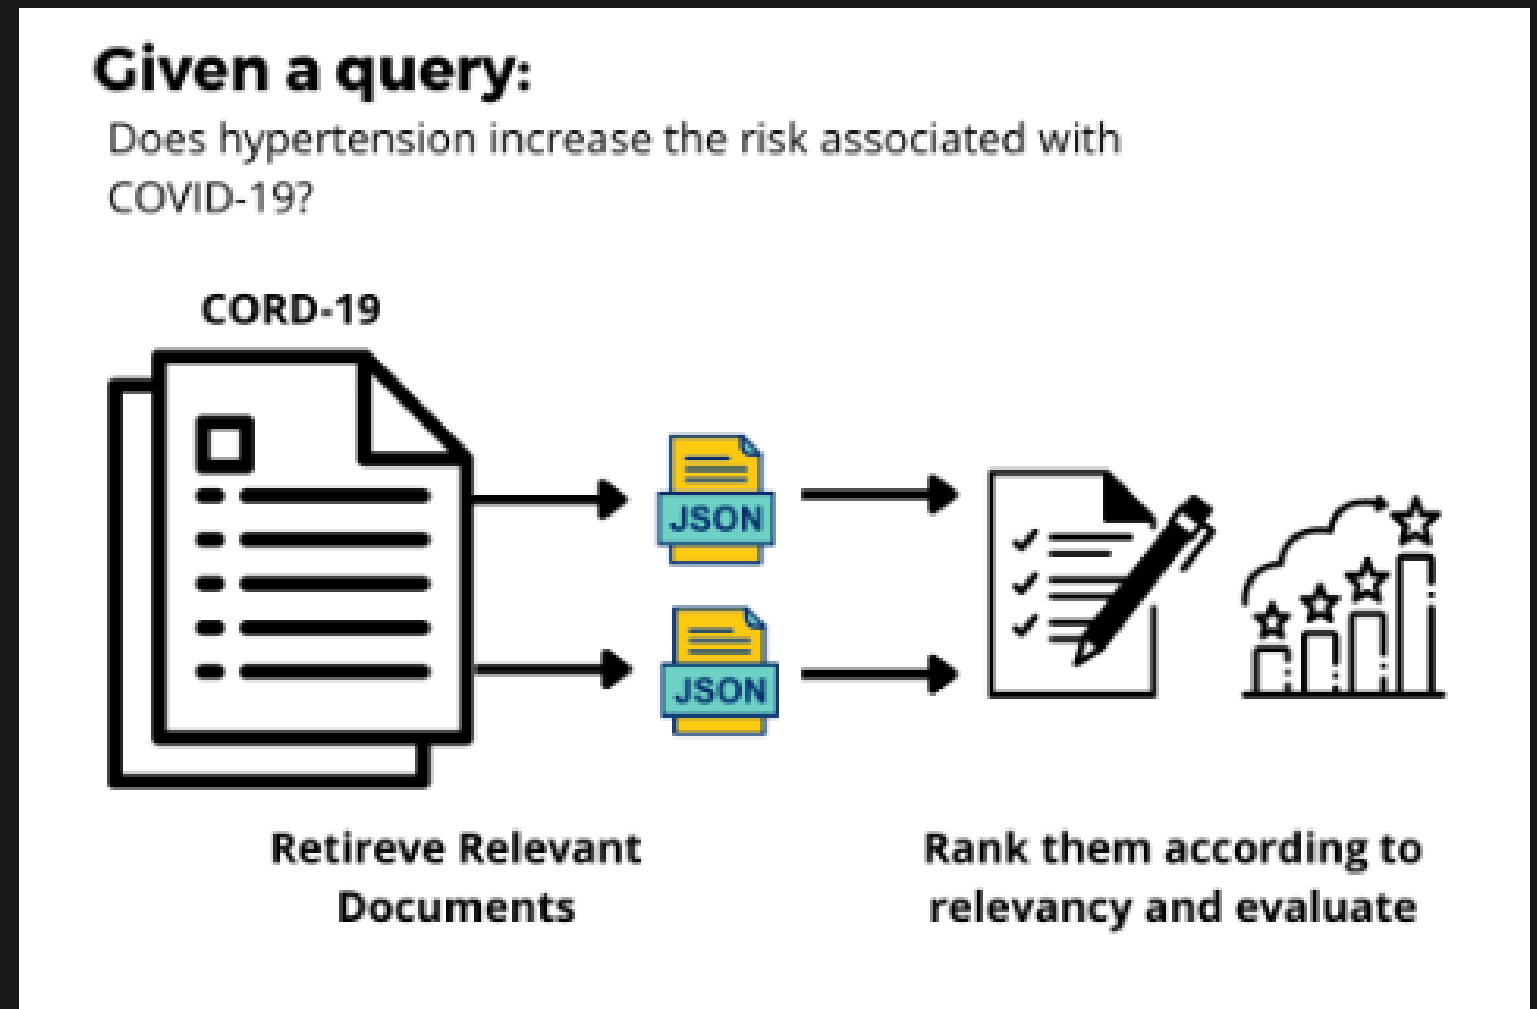 Given a query:
Does hypertension increase the risk associated with
COVID-19?
CORD-19
JSON
JSON
Retireve Relevant
Documents
Rank them according to
relevancy and evaluate